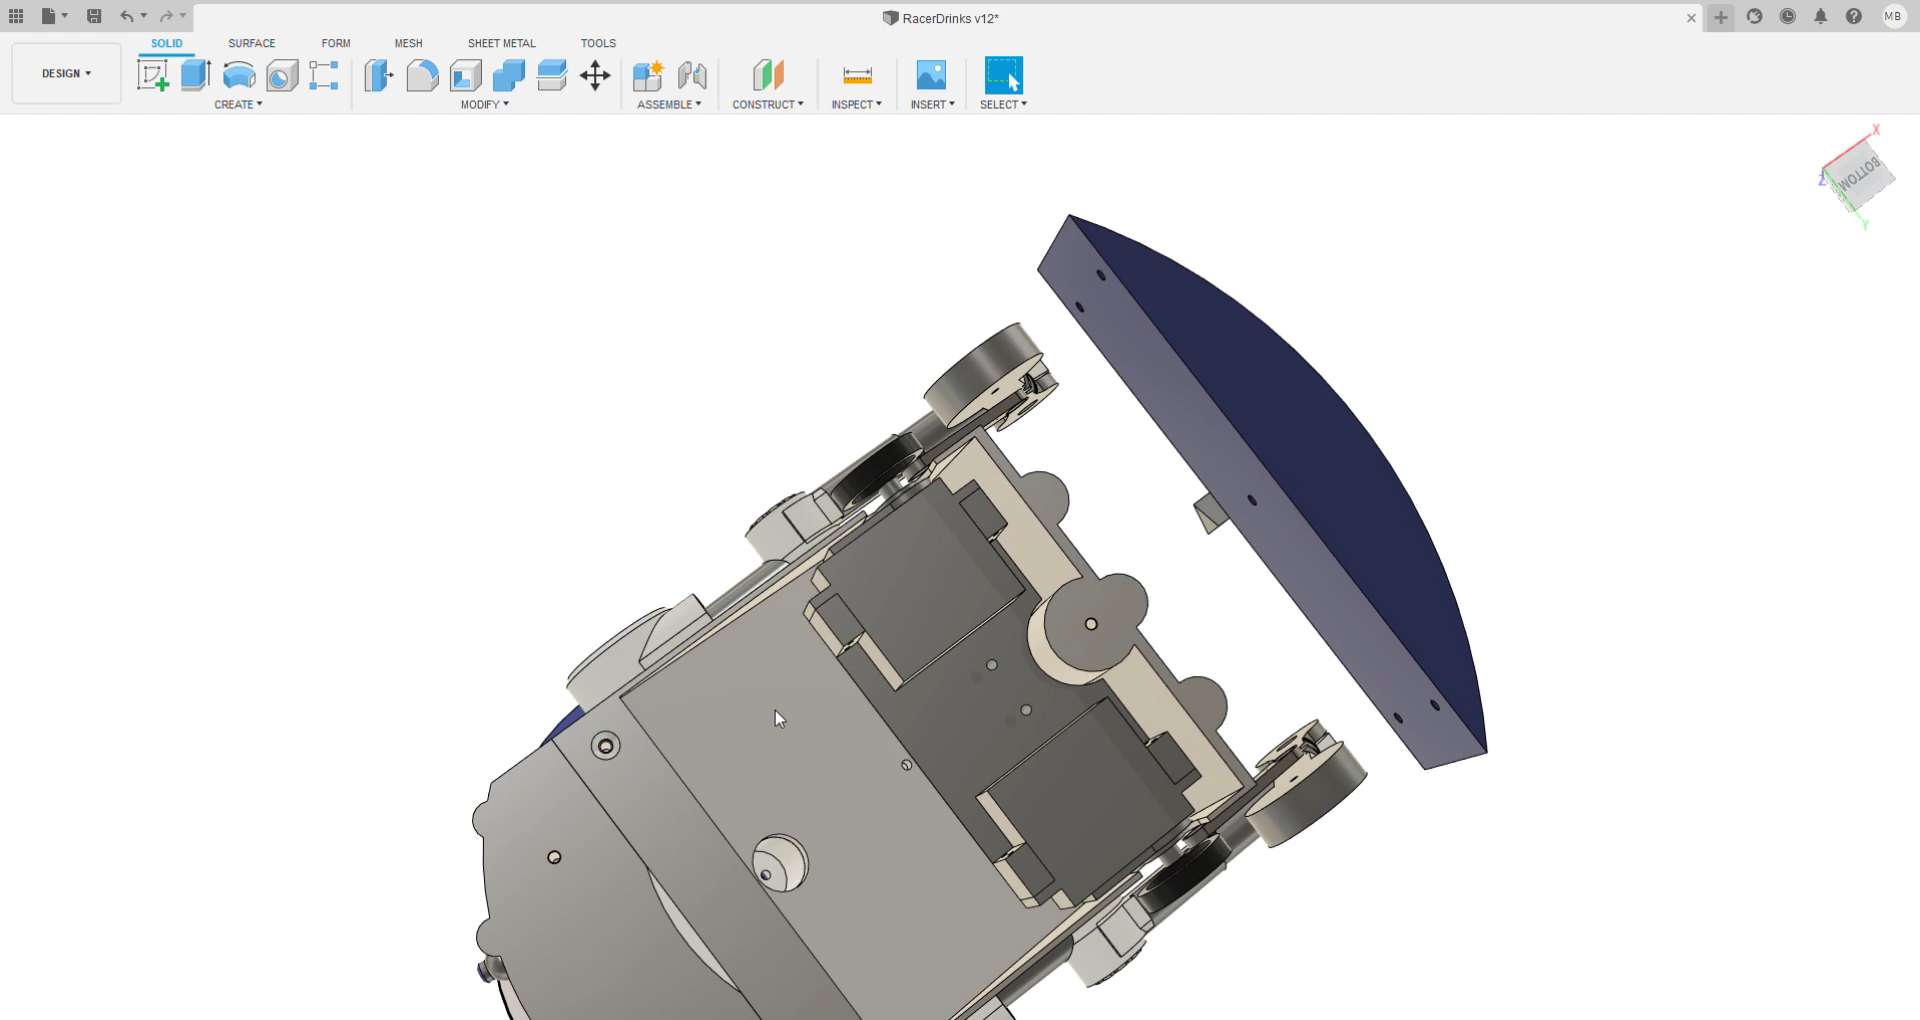 RacerDrinks v12*
MB
DESIGN
SOLID
SURFACE
FORM
MESH
SHEET METAL
TOOLS
CREATE
MODIFY
ASSEMBLE
CONSTRUCT
INSPECT
INSERT
SELECT
X
BOTTOM
Z
Y